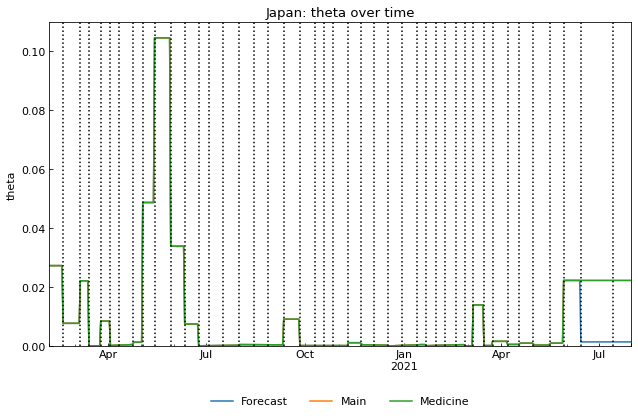 Japan: theta over time
0.10
0.08
0.06
0.04
0.02
0.00
theta
Apr Jul Oct Jan Apr Jul
2021
Forecast Main Medicine